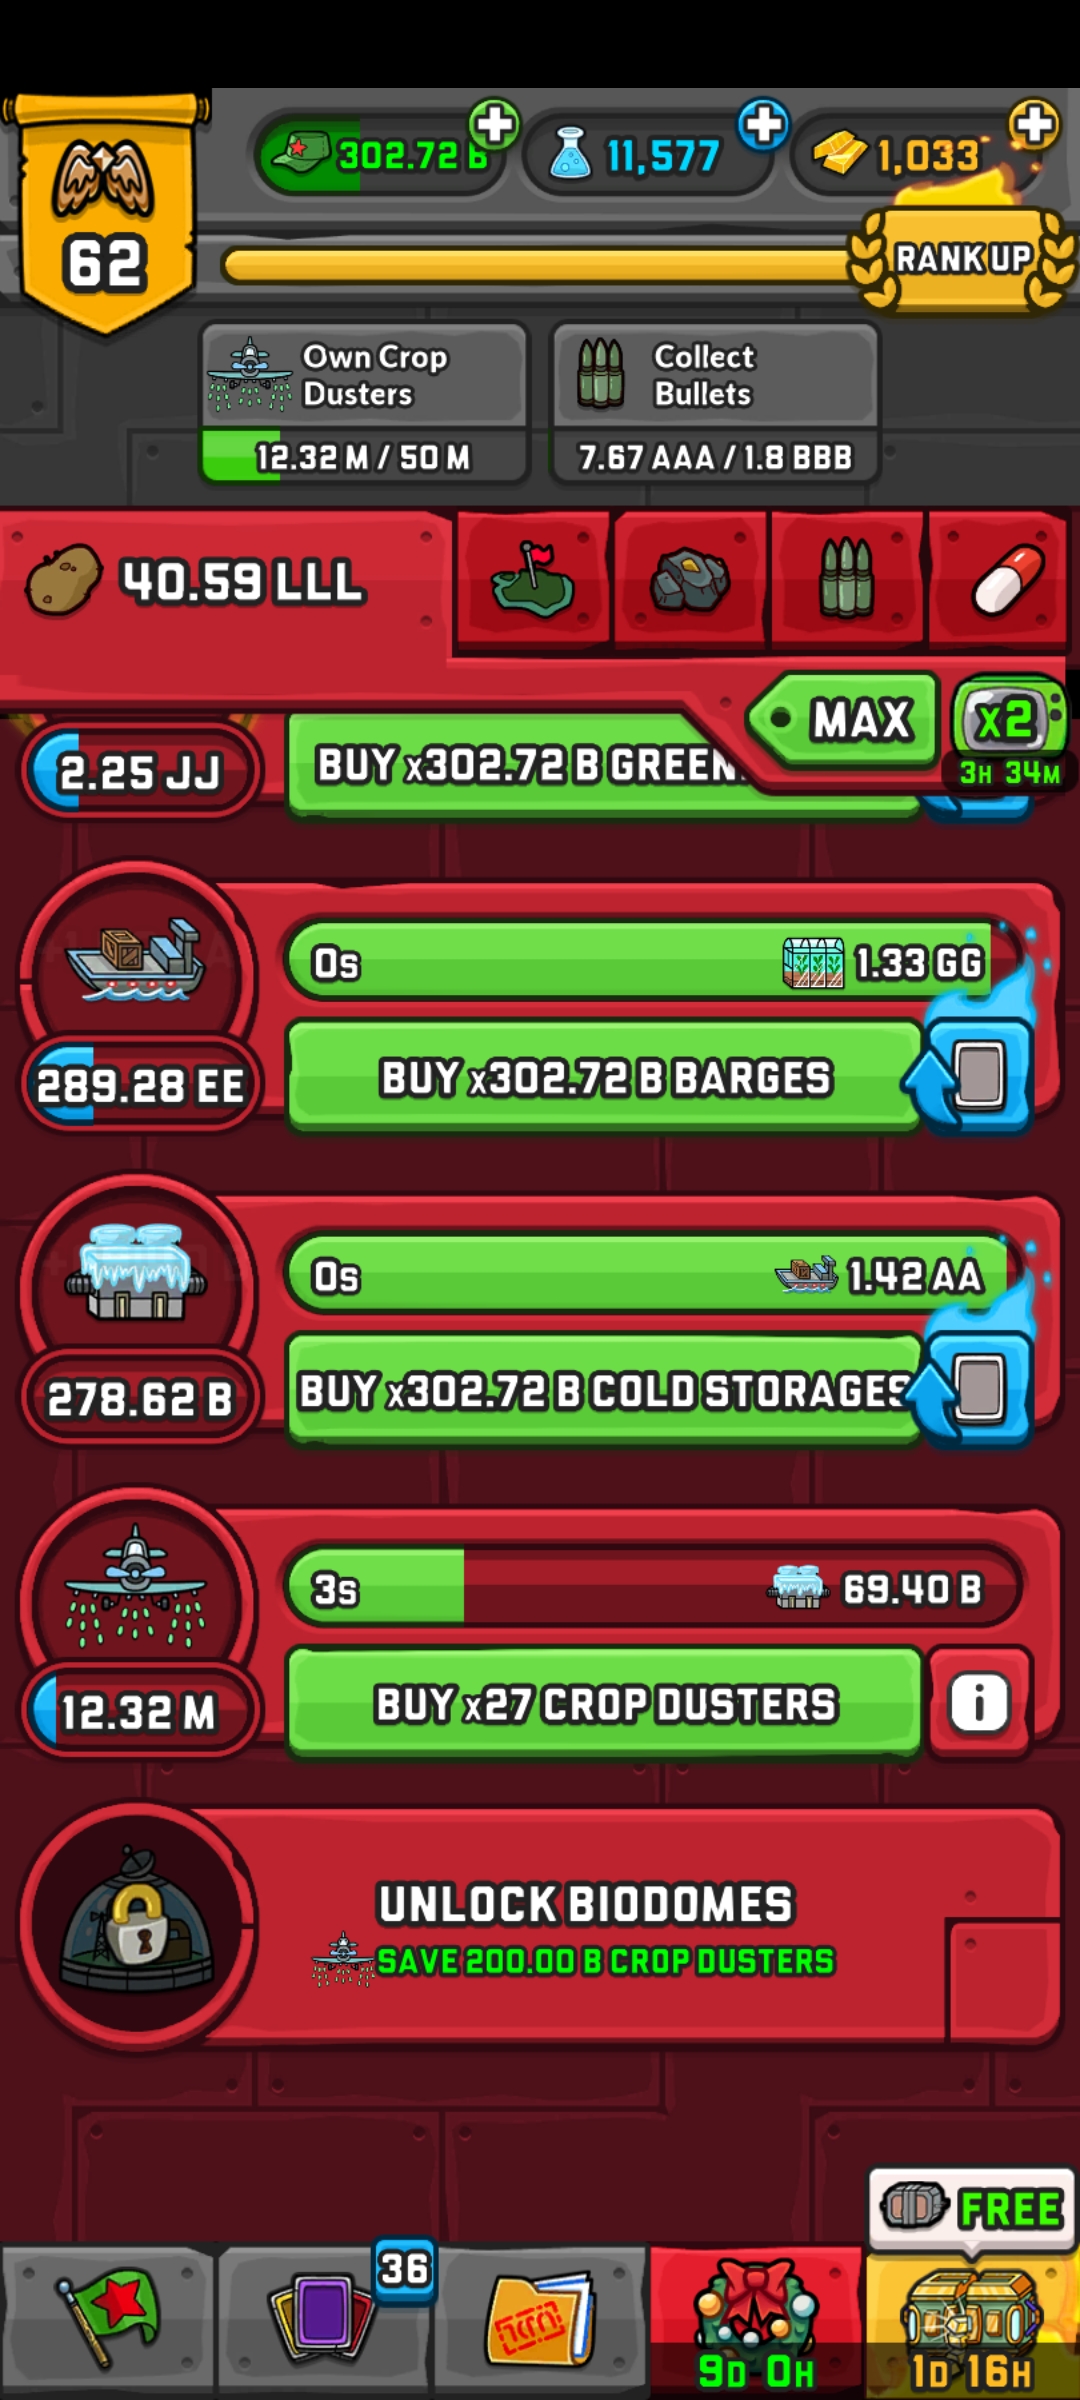 302.72 B
11,577
1,033
62
RANK UP
Own Crop
Dusters
12.32 M / 50 M
Collect
Bullets
7.67 AAA / 1.8 BBB
40.59 LLL
MAX
x2
3H 34M
2.25 JJ
BUY x302.72 B GREEN
0s
1.33 GG
289.28 EE
BUY x302.72 B BARGES
0s
1.42 AA
278.62 B
BUY x302.72 B COLD STORAGES
3s
69.40 B
12.32 M
BUY x27 CROP DUSTERS
i
UNLOCK BIODOMES
SAVE 200.00 B CROP DUSTERS
FREE
36
9D 0H
1D 16H